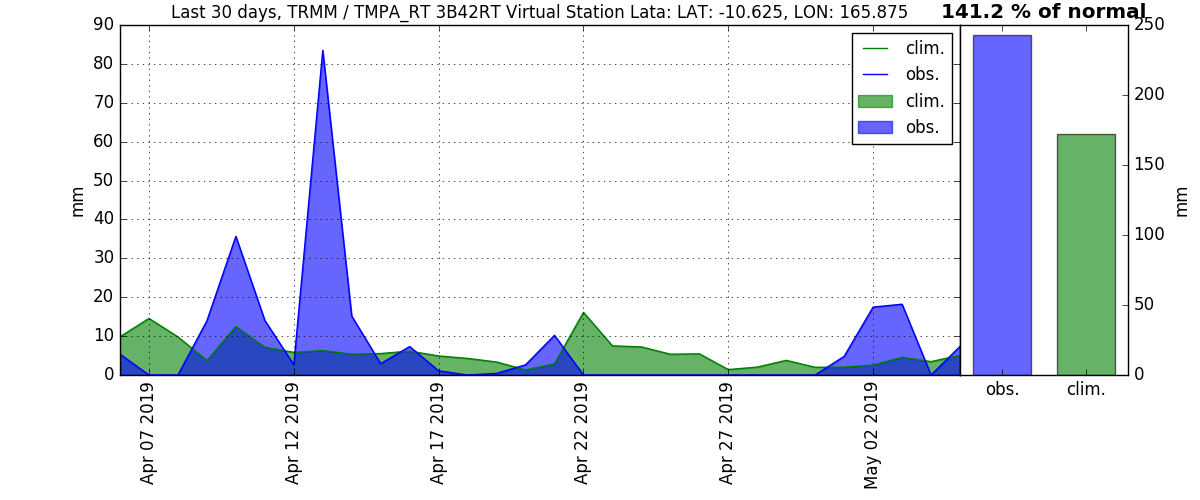 Last 30 days, TRMM / TMPA_RT 3B42RT Virtual Station Lata: LAT: -10.625, LON: 165.875
141.2 % of normal
90
80
70
60
50
40
30
20
10
0
mm
clim.
obs.
clim.
obs.
Apr 07 2019
Apr 12 2019
Apr 17 2019
Apr 22 2019
Apr 27 2019
May 02 2019
250
200
150
100
50
0
mm
obs.
clim.